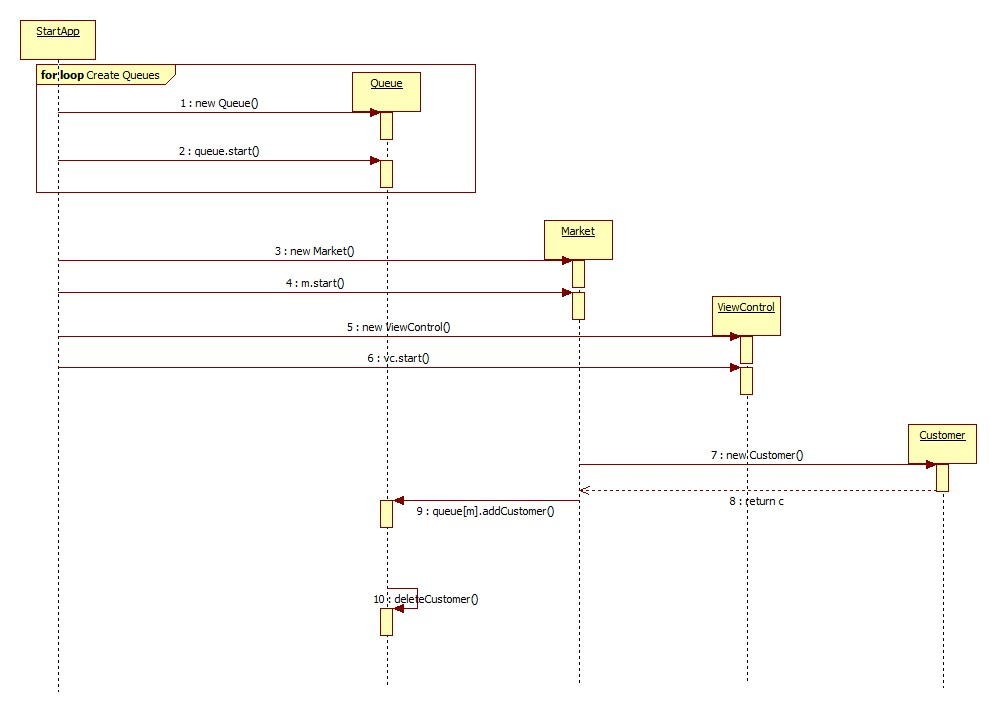 StartApp
for loop Create Queues
Queue
1 : new Queue()
2 : queue.start()
Market
3 : new Market()
4 : m.start()
ViewControl
5 : new ViewControl()
6 : vc.start()
Customer
7 : new Customer()
8 : return c
9 : queue[m].addCustomer()
10 : deleteCustomer()